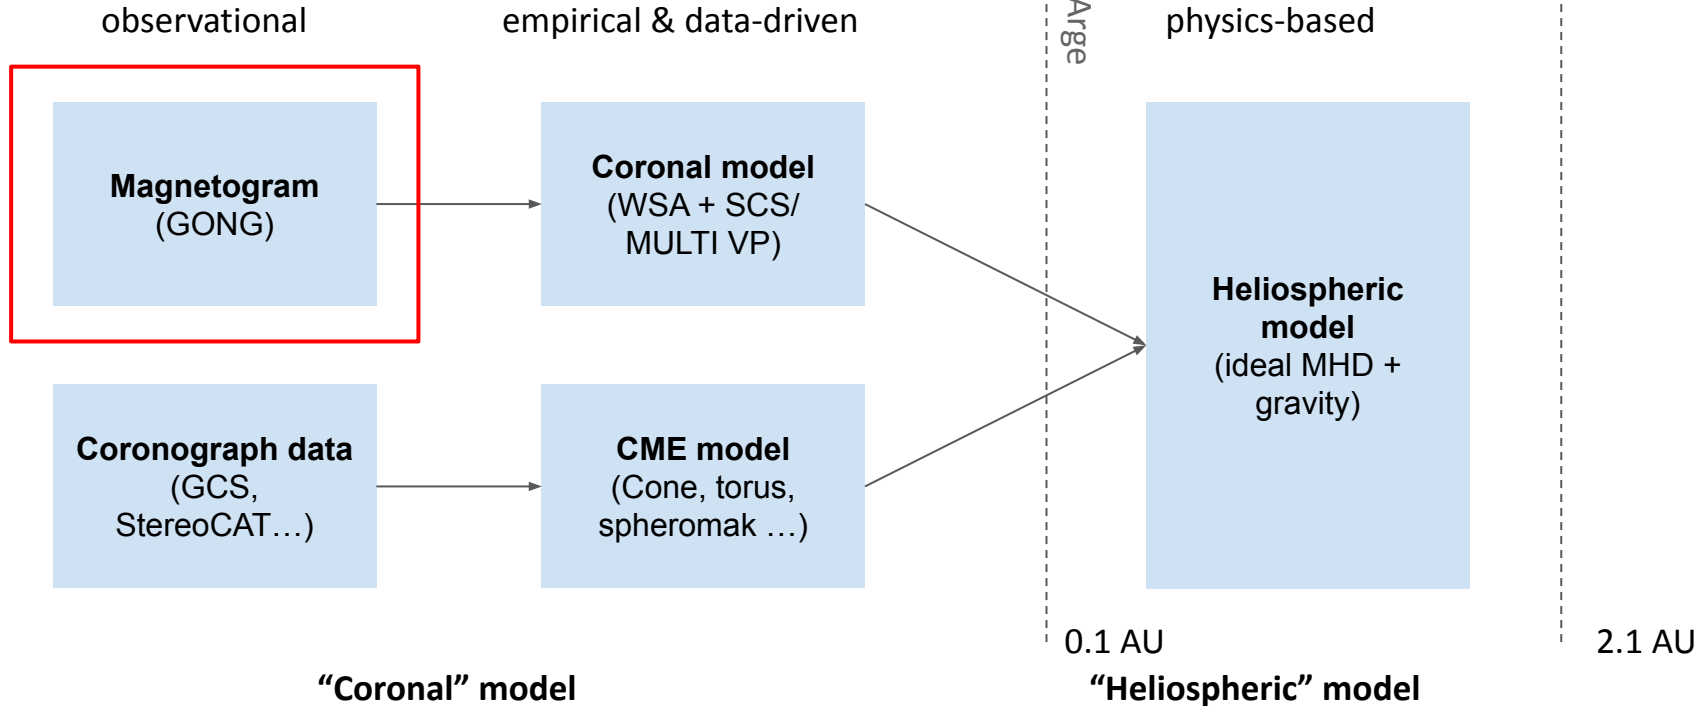 observational
empirical & data-driven
Arge
physics-based
Magnetogram
(GONG)
Coronal model
(WSA + SCS/
MULTI VP)
Heliospheric
model
(ideal MHD +
gravity)
Coronograph data
(GCS,
StereoCAT…)
CME model
(Cone, torus,
spheromak …)
0.1 AU
2.1 AU
“Coronal” model
“Heliospheric” model